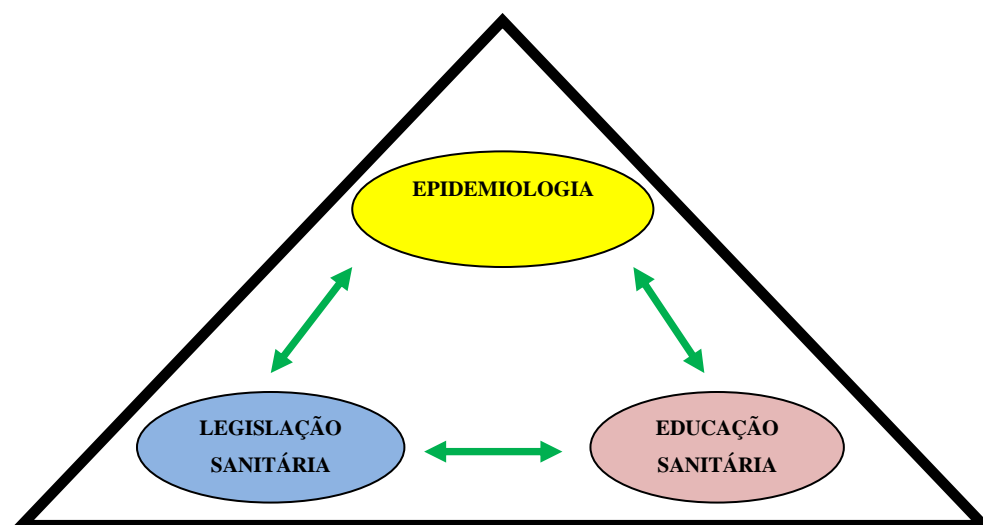 EPIDEMIOLOGIA
LEGISLAÇÃO
SANITÁRIA
EDUCAÇÃO
SANITÁRIA